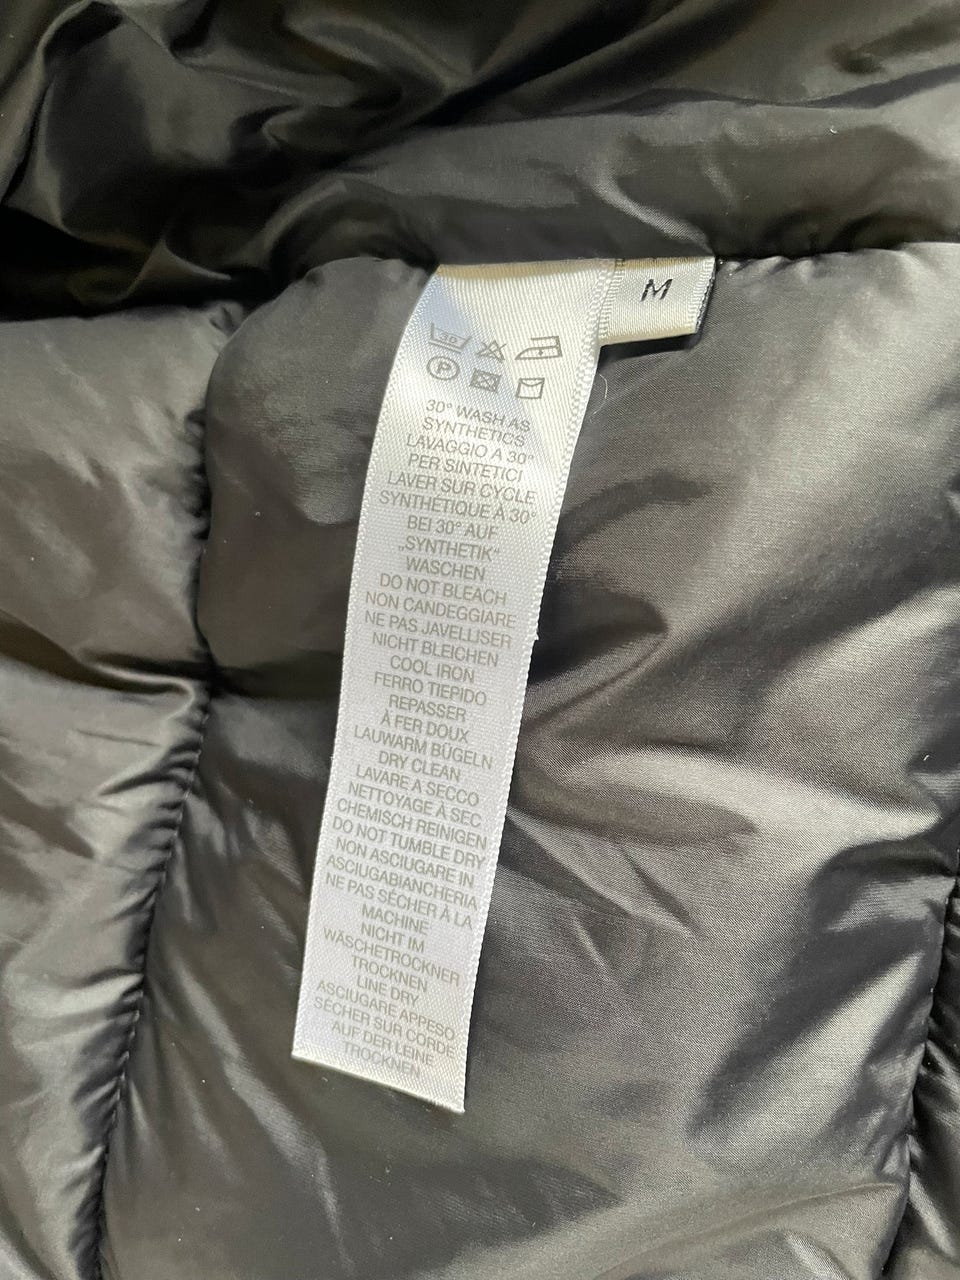 M
30
P
30° WASH AS
SYNTHETICS
LAVAGGIO A 30°
PER SINTETICI
LAVER SUR CYCLE
SYNTHÉTIQUE À 30°
BEI 30° AUF
„SYNTHETIK“
WASCHEN
DO NOT BLEACH
NON CANDEGGIARE
NE PAS JAVELLISER
NICHT BLEICHEN
COOL IRON
FERRO TIEPIDO
REPASSER
À FER DOUX
LAUWARM BÜGELN
DRY CLEAN
LAVARE A SECCO
NETTOYAGE À SEC
CHEMISCH REINIGEN
DO NOT TUMBLE DRY
NON ASCIUGARE IN
ASCIUGABIANCHERIA
NE PAS SÉCHER À LA
MACHINE
NICHT IM
WÄSCHETROCKNER
TROCKNEN
LINE DRY
ASCIUGARE APPESO
SÉCHER SUR CORDE
AUF DER LEINE
TROCKNEN